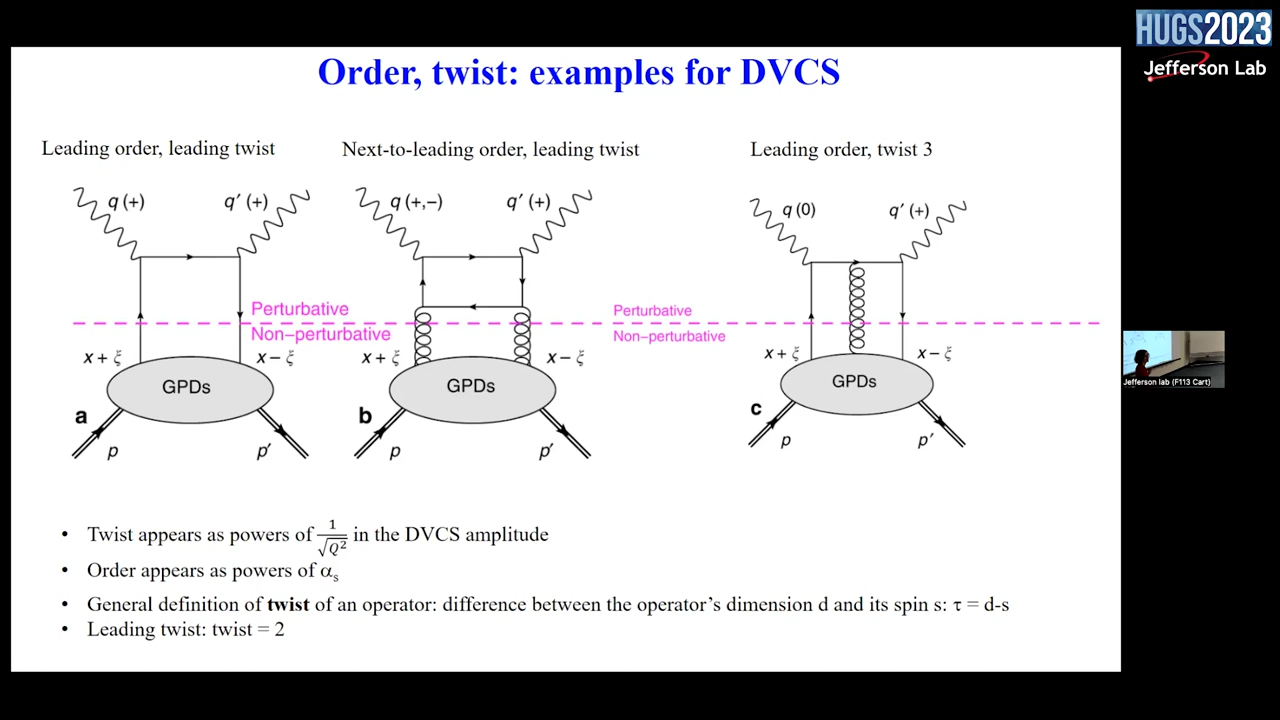 HUGS2023
Jefferson Lab
Order, twist: examples for DVCS
Leading order, leading twist
Next-to-leading order, leading twist
Leading order, twist 3
q (+)
q′ (+)
Perturbative
Non−perturbative
x + ξ
x − ξ
GPDs
a
p
p′
q (+,−)
q′ (+)
Perturbative
Non−perturbative
x + ξ
x − ξ
GPDs
b
p
p′
q (0)
q′ (+)
x + ξ
x − ξ
GPDs
c
p
p′
Jefferson lab (F113 Cart)
• Twist appears as powers of 1/√Q² in the DVCS amplitude
• Order appears as powers of αs
• General definition of twist of an operator: difference between the operator's dimension d and its spin s: τ = d-s
• Leading twist: twist = 2